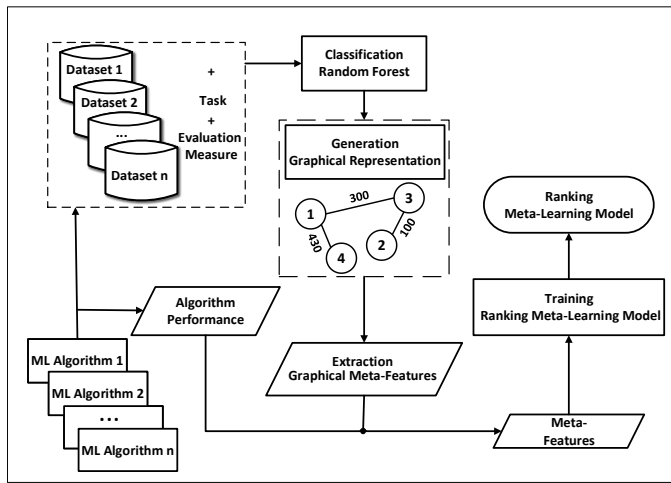 Dataset 1
Dataset 2
...
Dataset n
+
Task
+
Evaluation
Measure
Classification
Random Forest
Generation
Graphical Representation
300
1
3
430
100
4
2
Ranking
Meta-Learning Model
Training
Ranking Meta-Learning Model
Algorithm
Performance
Extraction
Graphical Meta-Features
ML Algorithm 1
ML Algorithm 2
...
ML Algorithm n
Meta-
Features